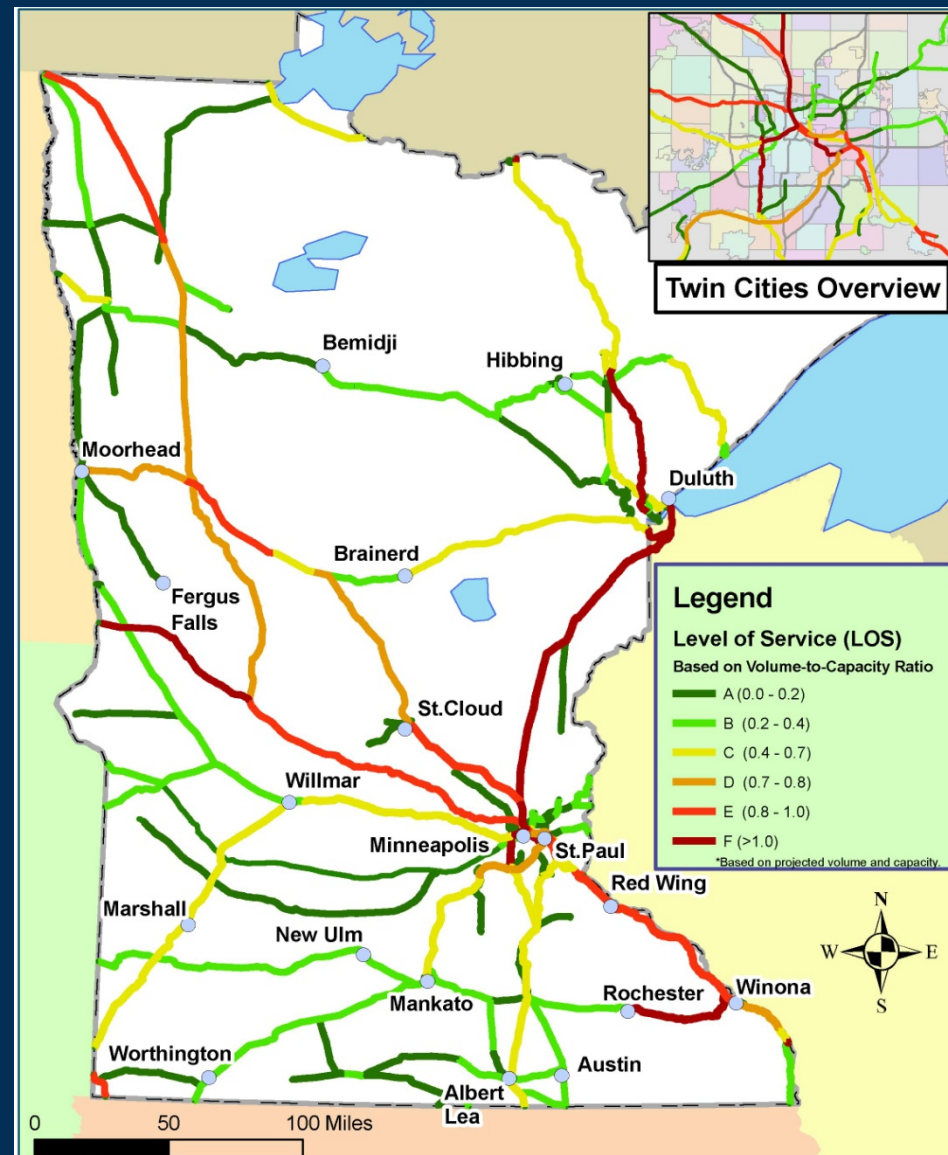 Twin Cities Overview
Bemidji
Hibbing
Moorhead
Duluth
Brainerd
Fergus
Falls
Legend
Level of Service (LOS)
Based on Volume-to-Capacity Ratio
A (0.0 - 0.2)
B (0.2 - 0.4)
C (0.4 - 0.7)
D (0.7 - 0.8)
E (0.8 - 1.0)
F (>1.0)
*Based on projected volume and capacity.
St.Cloud
Willmar
Minneapolis
St.Paul
Red Wing
Marshall
New Ulm
Mankato
Rochester
Winona
N
W
E
S
Worthington
Albert
Lea
Austin
0
50
100 Miles